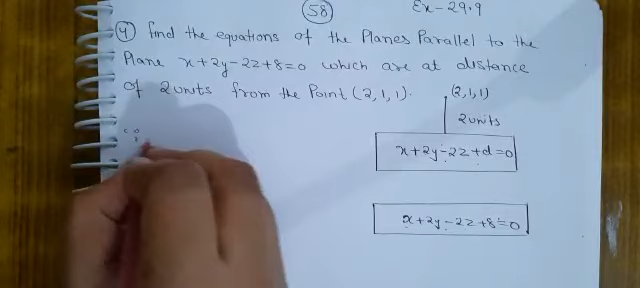 58
Ex-29.9
4 find the equations of the Planes Parallel to the
Plane x+2y-2z+8=0 which are at distance
of 2units from the Point (2,1,1).
(2,1,1)
2units
x+2y-2z+d=0
x+2y-2z+8=0